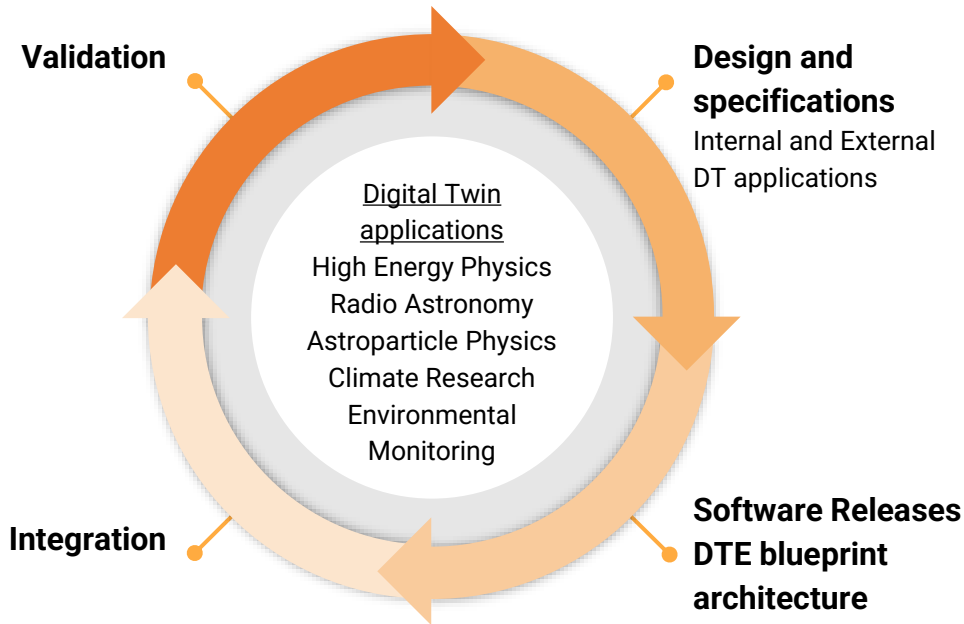 Validation
Design and
specifications
Internal and External
DT applications
Digital Twin
applications
High Energy Physics
Radio Astronomy
Astroparticle Physics
Climate Research
Environmental
Monitoring
Integration
Software Releases
DTE blueprint
architecture